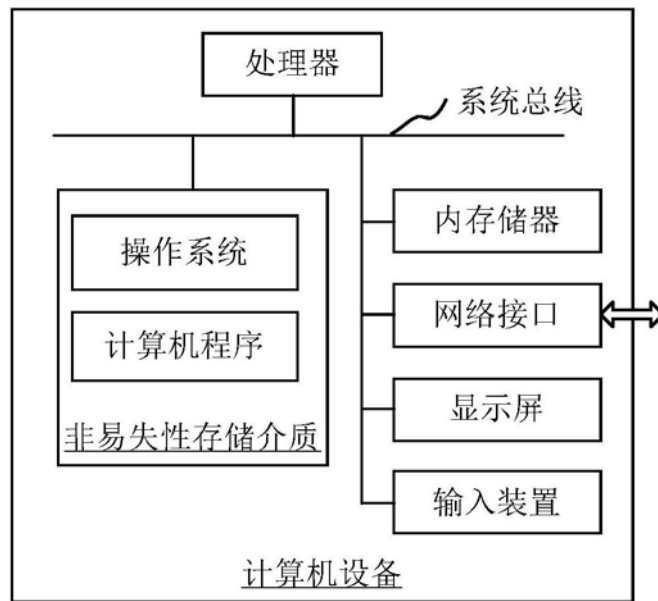 处理器
系统总线
操作系统
计算机程序
非易失性存储介质
内存储器
网络接口
显示屏
输入装置
计算机设备